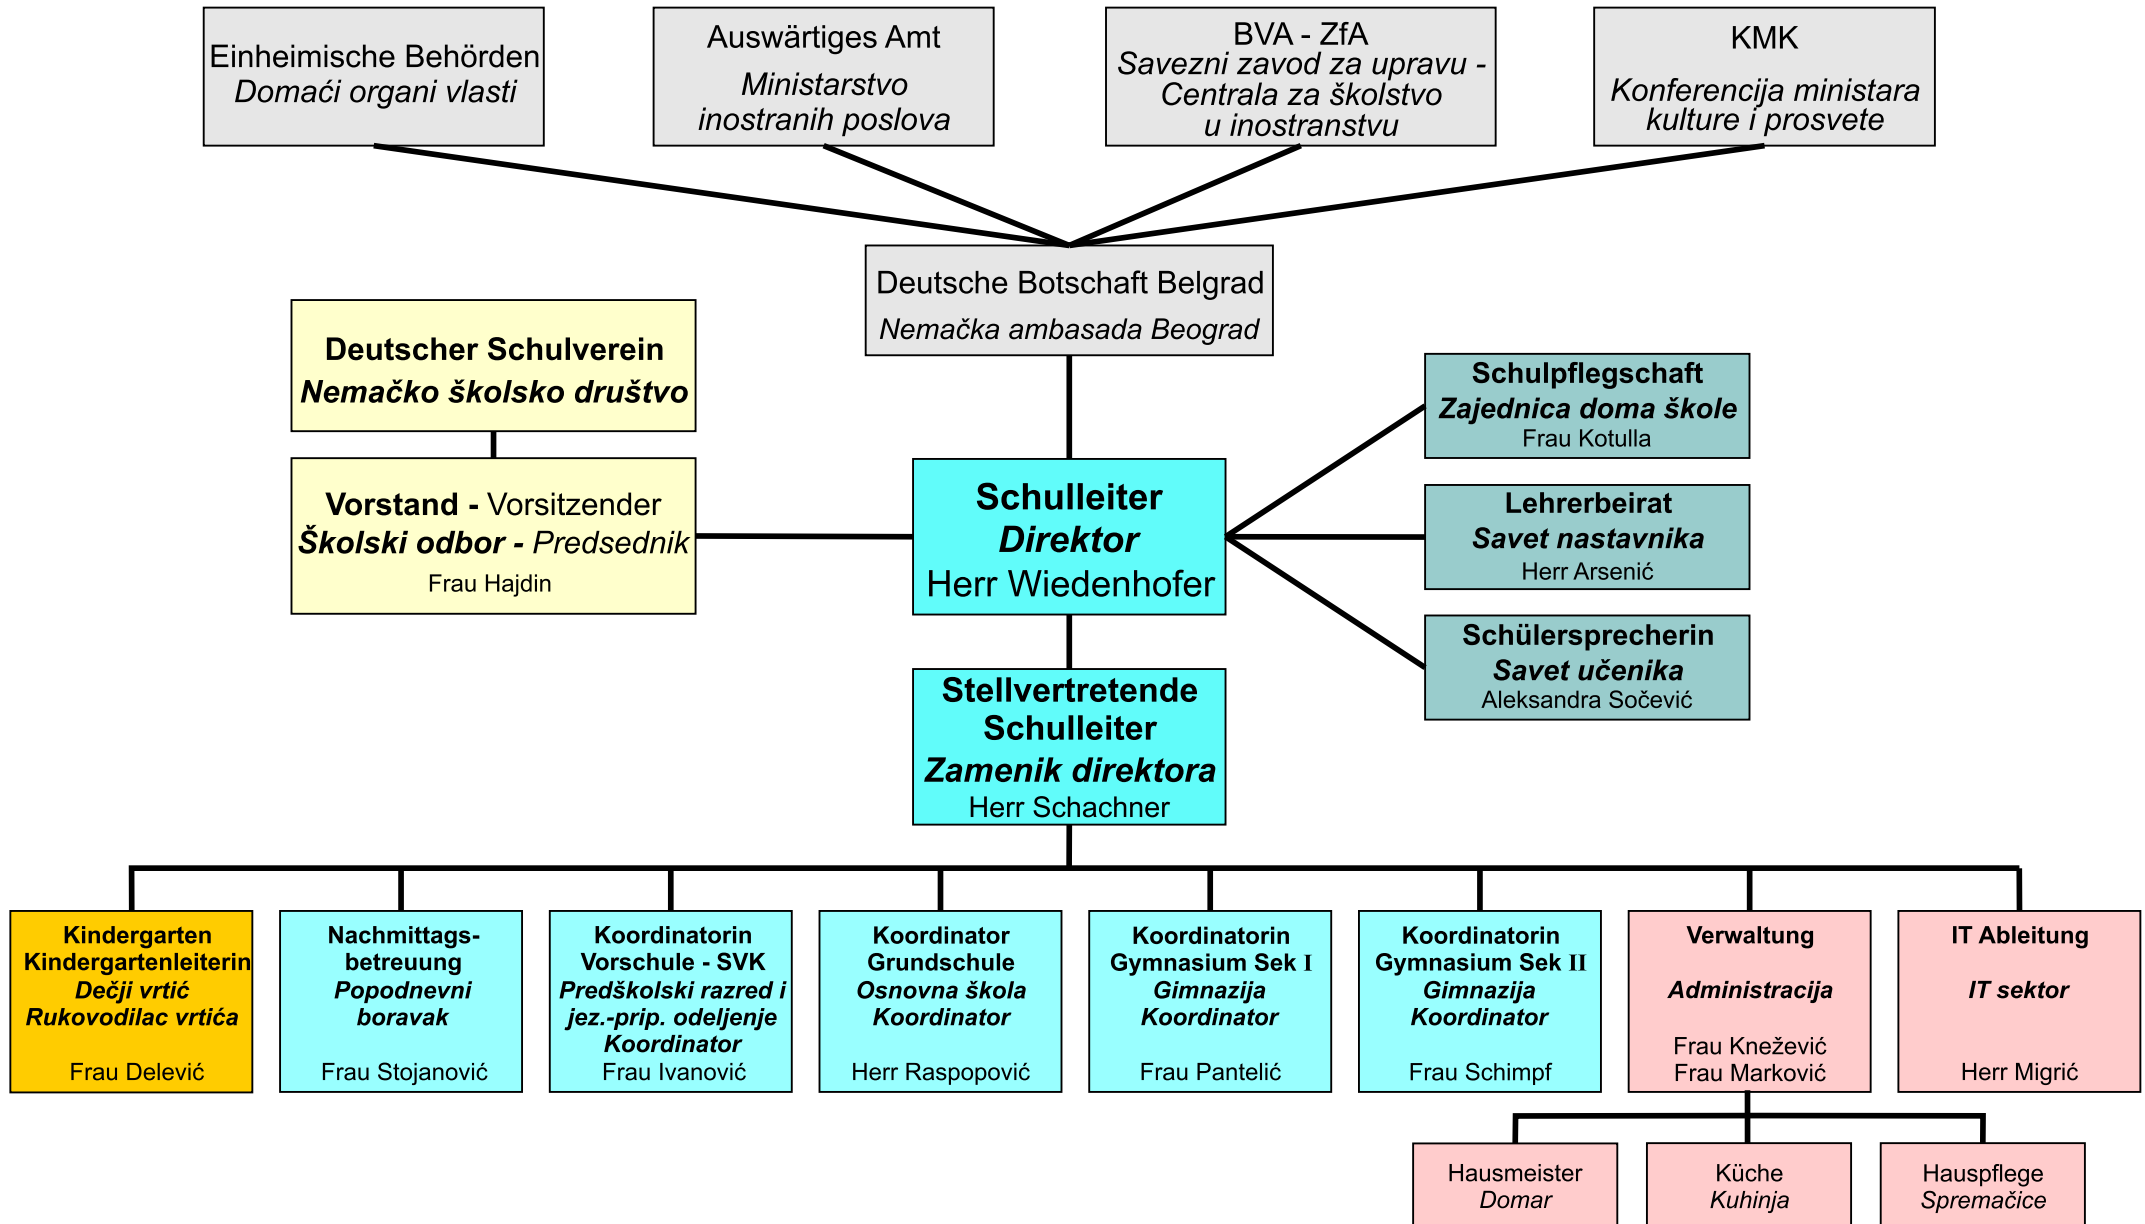 Einheimische Behörden
Domaći organi vlasti
Auswärtiges Amt
Ministarstvo
inostranih poslova
BVA - ZfA
Savezni zavod za upravu -
Centrala za školstvo
u inostranstvu
KMK
Konferencija ministara
kulture i prosvete
Deutsche Botschaft Belgrad
Nemačka ambasada Beograd
Deutscher Schulverein
Nemačko školsko društvo
Vorstand - Vorsitzender
Školski odbor - Predsednik
Frau Hajdin
Schulleiter
Direktor
Herr Wiedenhofer
Schulpflegschaft
Zajednica doma škole
Frau Kotulla
Lehrerbeirat
Savet nastavnika
Herr Arsenić
Schülersprecherin
Savet učenika
Aleksandra Sočević
Stellvertretende
Schulleiter
Zamenik direktora
Herr Schachner
Kindergarten
Kindergartenleiterin
Dečji vrtić
Rukovodilac vrtića
Frau Delević
Nachmittags-
betreuung
Popodnevni
boravak
Frau Stojanović
Koordinatorin
Vorschule - SVK
Predškolski razred i
jez.-prip. odeljenje
Koordinator
Frau Ivanović
Koordinator
Grundschule
Osnovna škola
Koordinator
Herr Raspopović
Koordinatorin
Gymnasium Sek I
Gimnazija
Koordinator
Frau Pantelić
Koordinatorin
Gymnasium Sek II
Gimnazija
Koordinator
Frau Schimpf
Verwaltung
Administracija
Frau Knežević
Frau Marković
IT Ableitung
IT sektor
Herr Migrić
Hausmeister
Domar
Küche
Kuhinja
Hauspflege
Spremačice